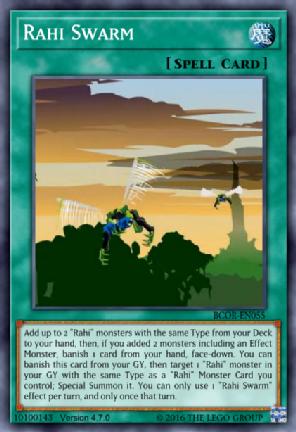 Rahi Swarm
[ Spell Card ]
BCOR-EN055
Add up to 2 "Rahi" monsters with the same Type from your Deck
to your hand, then, if you added 2 monsters including an Effect
Monster, banish 1 card from your hand, face-down. You can
banish this card from your GY, then target 1 "Rahi" monster in
your GY with the same Type as a "Rahi" Monster Card you
control; Special Summon it. You can only use 1 "Rahi Swarm"
effect per turn, and only once that turn.
10100143 Version 4.7.0 ©2016 THE LEGO GROUP